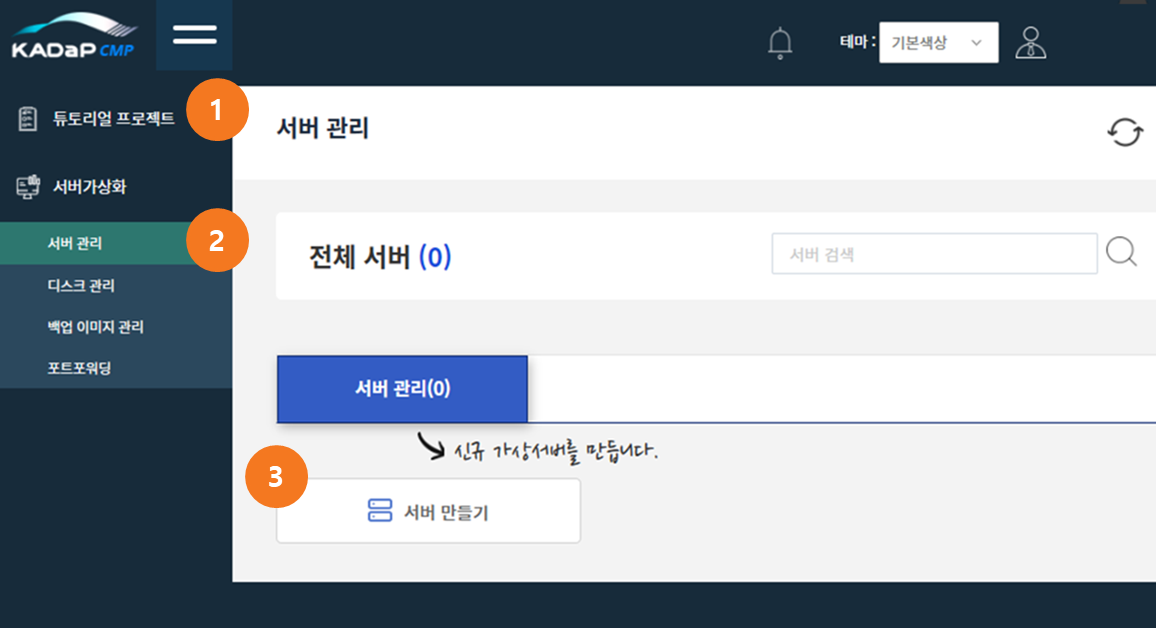 KADaP CMP
테마 : 기본색상
튜토리얼 프로젝트
1
서버 관리
서버가상화
서버 관리
2
디스크 관리
백업 이미지 관리
포트포워딩
전체 서버 (0)
서버 검색
서버 관리(0)
신규 가상서버를 만듭니다.
3
서버 만들기